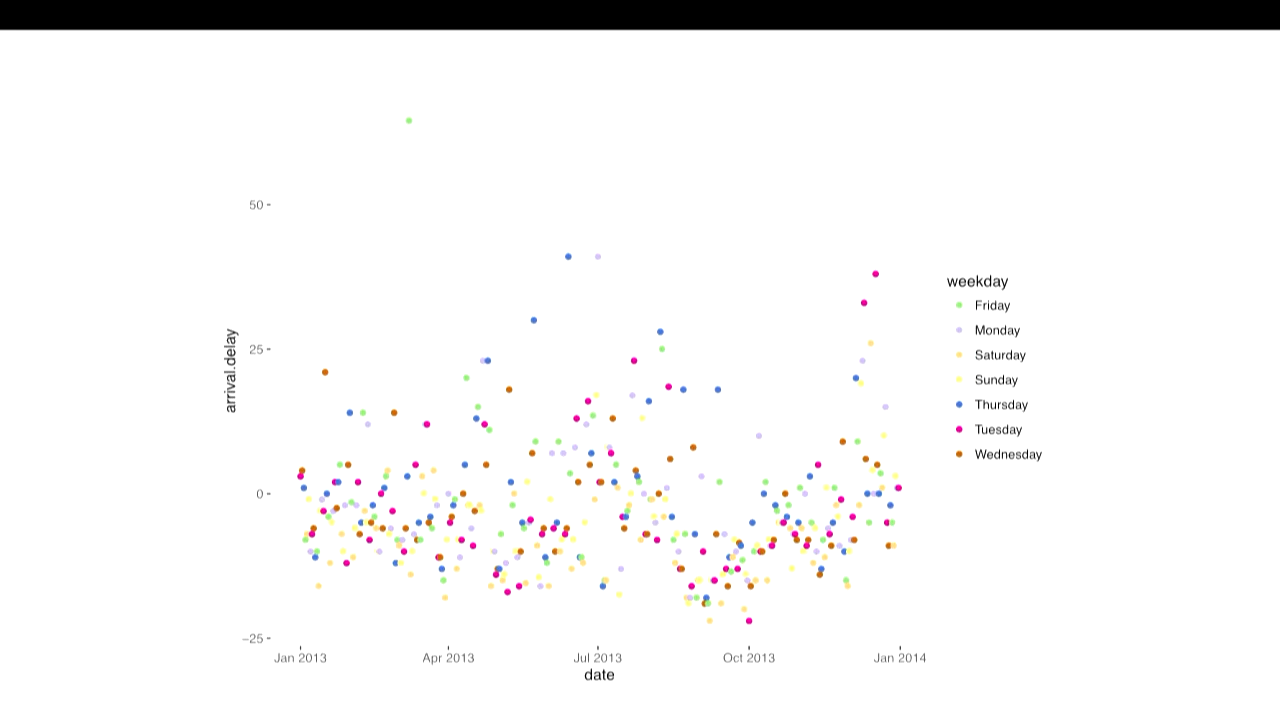 50
25
0
−25
arrival.delay
Jan 2013
Apr 2013
Jul 2013
Oct 2013
Jan 2014
date
weekday
Friday
Monday
Saturday
Sunday
Thursday
Tuesday
Wednesday